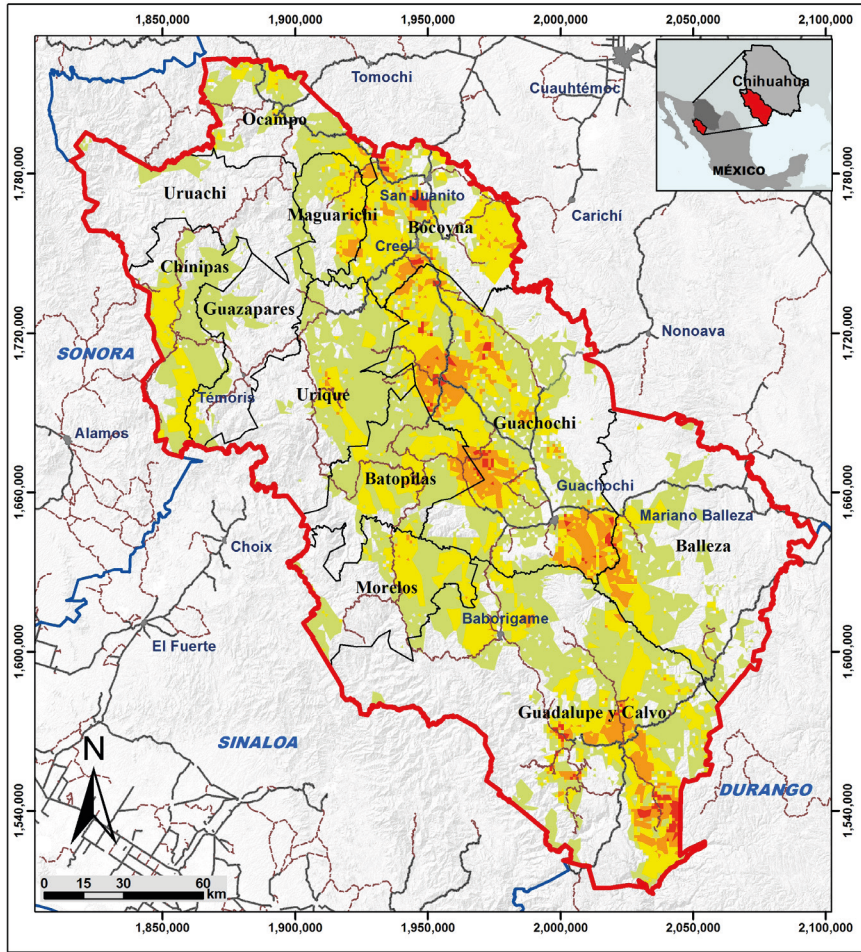 1,850,000 1,900,000 1,950,000 2,000,000 2,050,000 2,100,000
Tomochi
Cuauhtémoc
Chihuahua
MÉXICO
Ocampo
1,780,000 1,780,000
Uruachi
San Juanito
Maguarichi
Carichí
Bocoyna
Creel
Chínipas
Guazapares
1,720,000 1,720,000
Nonoava
SONORA
Témoris
Urique
Guachochi
Alamos
Batopilas
Guachochi
1,660,000 1,660,000
Mariano Balleza
Choix
Balleza
Morelos
Baborigame
El Fuerte
1,600,000 1,600,000
Guadalupe y Calvo
SINALOA
N
DURANGO
1,540,000 1,540,000
0 15 30 60
km
1,850,000 1,900,000 1,950,000 2,000,000 2,050,000 2,100,000